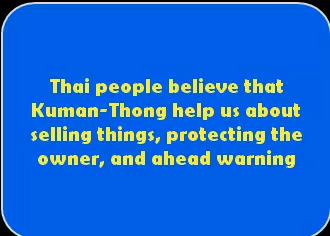 Thai people believe that
Kuman-Thong help us about
selling things, protecting the
owner, and ahead warning